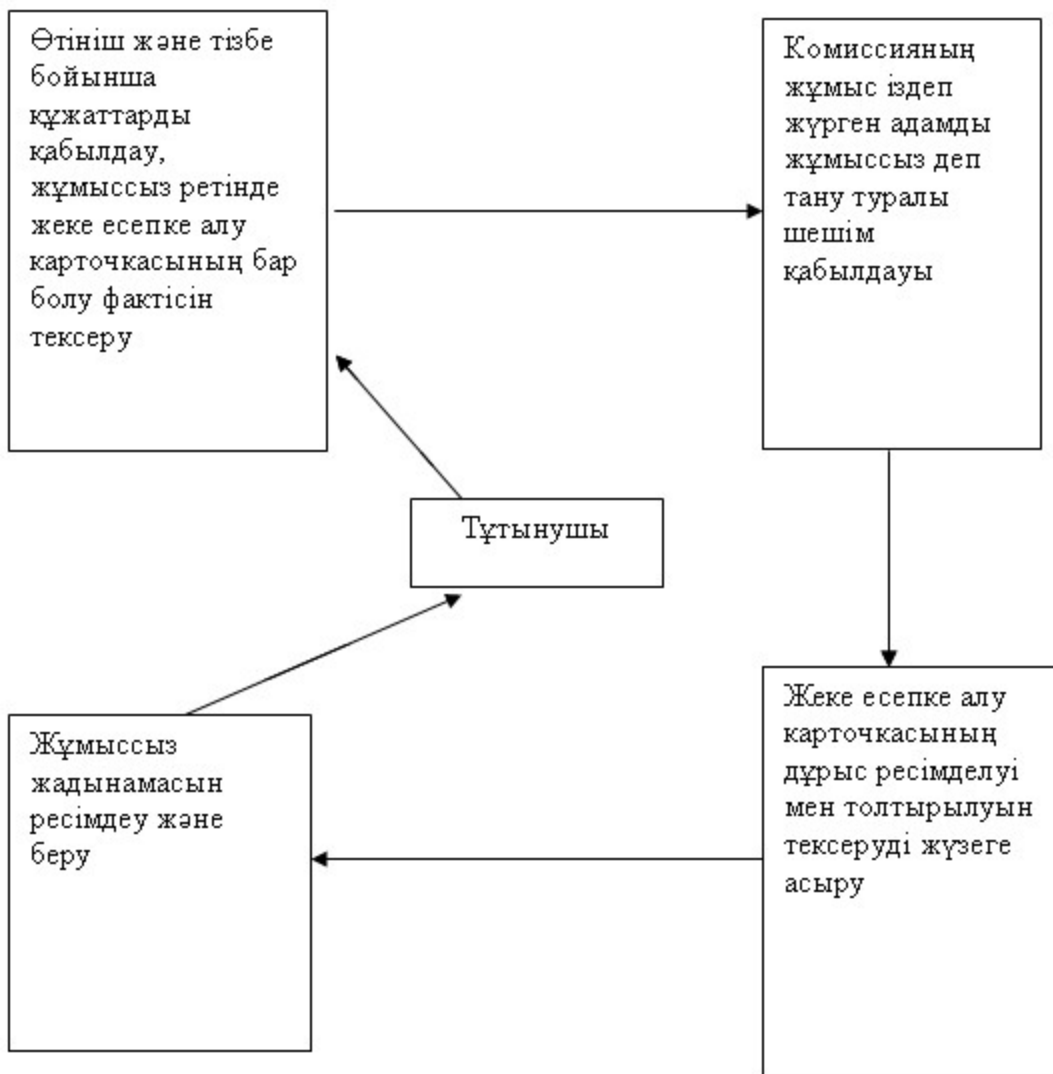 Өтініш және тізбе
бойынша
құжаттарды
қабылдау,
жұмыссыз ретінде
жеке есепке алу
карточкасының бар
болу фактісін
тексеру
Комиссияның
жұмыс іздеп
жүрген адамды
жұмыссыз деп
тану туралы
шешім
қабылдауы
Тұтынушы
Жұмыссыз
жадынамасын
ресімдеу және
беру
Жеке есепке алу
карточкасының
дұрыс ресімделуі
мен толтырылуын
тексеруді жүзеге
асыру